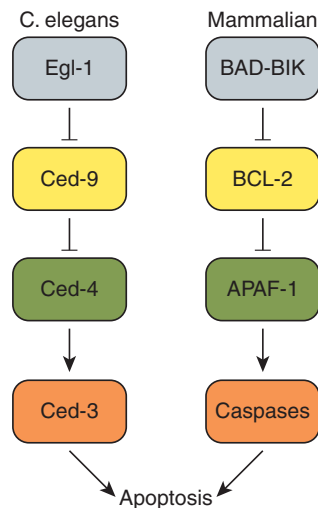 C. elegans Mammalian
Egl-1 BAD-BIK
Ced-9 BCL-2
Ced-4 APAF-1
Ced-3 Caspases
Apoptosis